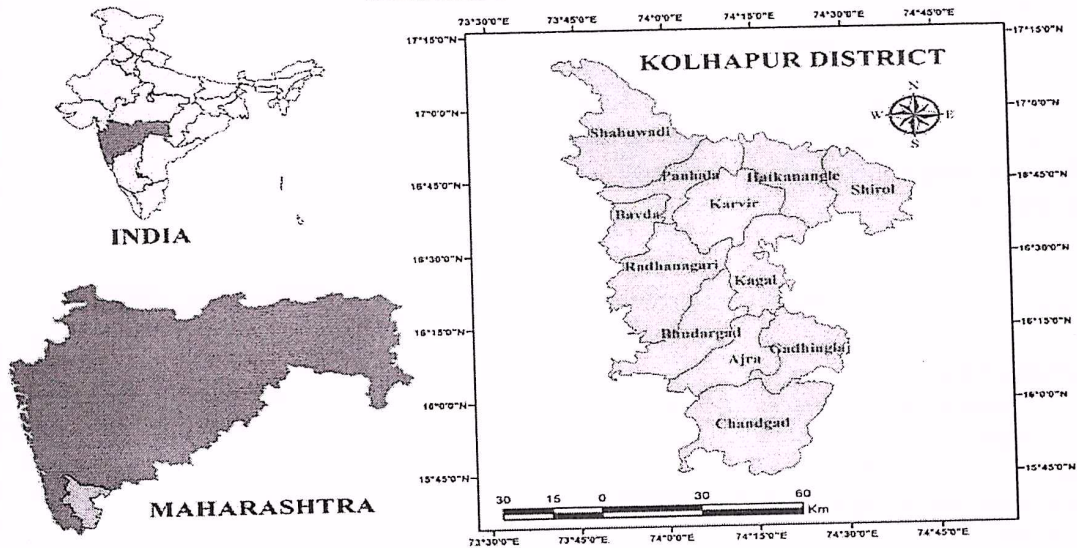 INDIA
MAHARASHTRA
73°30'0"E 73°45'0"E 74°0'0"E 74°15'0"E 74°30'0"E 74°45'0"E
KOLHAPUR DISTRICT
N
W E
S
Shahuwadi
Panhala
Hatkanangle
Shirol
Karvir
Bavda
Radhanagari
Kagal
Bhudargad
Gadhinglaj
Ajra
Chandgad
17°15'0"N 17°15'0"N
17°0'0"N 17°0'0"N
16°45'0"N 16°45'0"N
16°30'0"N 16°30'0"N
16°15'0"N 16°15'0"N
16°0'0"N 16°0'0"N
15°45'0"N 15°45'0"N
30 15 0 30 60
Km
73°30'0"E 73°45'0"E 74°0'0"E 74°15'0"E 74°30'0"E 74°45'0"E